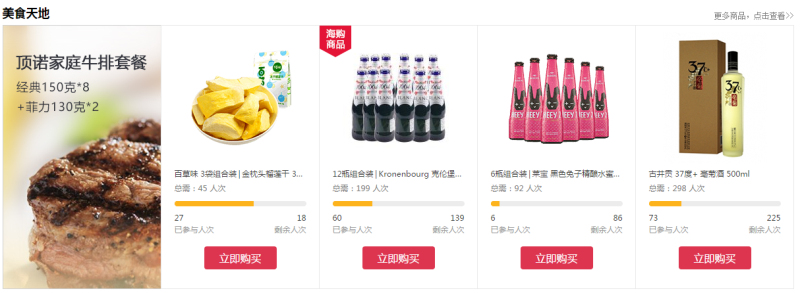 美食天地
更多商品，点击查看>>
顶诺家庭牛排套餐
经典150克*8
+菲力130克*2
海购
商品
37°
百草味 3袋组合装|金枕头榴莲干 3...
总需：45 人次
27
18
已参与人次
剩余人次
立即购买
12瓶组合装|Kronenbourg 克伦堡...
总需：199 人次
60
139
已参与人次
剩余人次
立即购买
6瓶组合装|莱宝 黑色兔子精酿水蜜...
总需：92 人次
6
86
已参与人次
剩余人次
立即购买
古井贡 37度+ 葡萄酒 500ml
总需：298 人次
73
225
已参与人次
剩余人次
立即购买